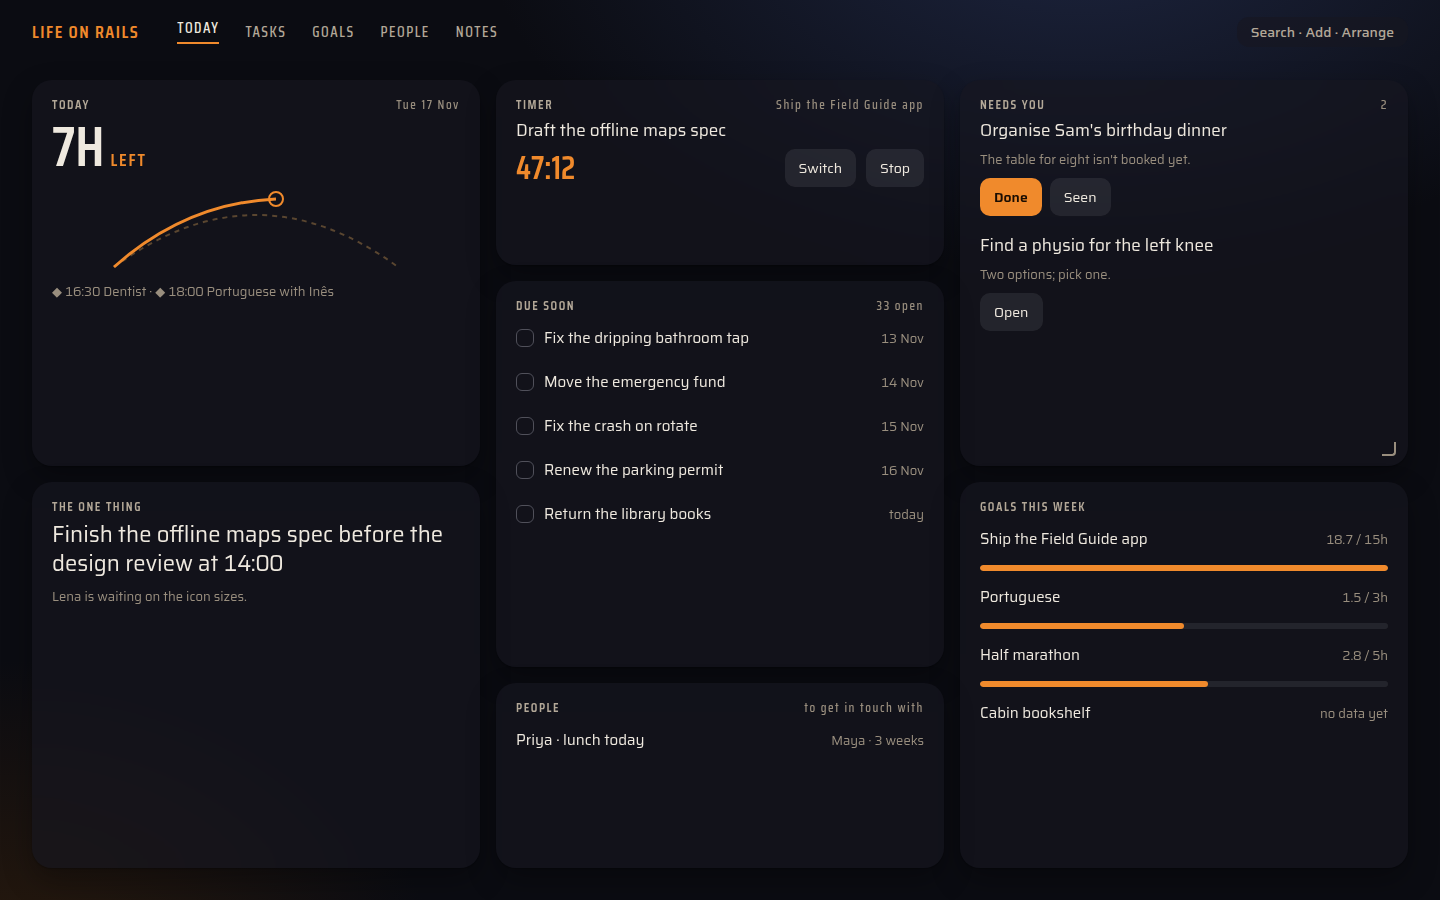 LIFE ON RAILS
TODAY
TASKS
GOALS
PEOPLE
NOTES
Search · Add · Arrange
TODAY
Tue 17 Nov
7H LEFT
◆ 16:30 Dentist · ◆ 18:00 Portuguese with Inês
THE ONE THING
Finish the offline maps spec before the
design review at 14:00
Lena is waiting on the icon sizes.
TIMER
Ship the Field Guide app
Draft the offline maps spec
47:12
Switch
Stop
DUE SOON
33 open
Fix the dripping bathroom tap
13 Nov
Move the emergency fund
14 Nov
Fix the crash on rotate
15 Nov
Renew the parking permit
16 Nov
Return the library books
today
PEOPLE
to get in touch with
Priya · lunch today
Maya · 3 weeks
NEEDS YOU
2
Organise Sam's birthday dinner
The table for eight isn't booked yet.
Done
Seen
Find a physio for the left knee
Two options; pick one.
Open
GOALS THIS WEEK
Ship the Field Guide app
18.7 / 15h
Portuguese
1.5 / 3h
Half marathon
2.8 / 5h
Cabin bookshelf
no data yet